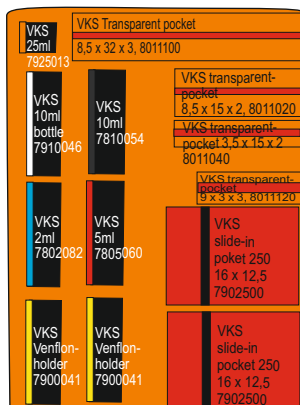 VKS
25ml
7925013
VKS Transparent pocket
8,5 x 32 x 3, 8011100
VKS
10ml
bottle
7910046
VKS
10ml
7810054
VKS transparent-
pocket
8,5 x 15 x 2, 8011020
VKS transparent-
pocket 3,5 x 15 x 2
8011040
VKS transparent-
pocket
9 x 3 x 3, 8011120
VKS
2ml
7802082
VKS
5ml
7805060
VKS
slide-in
poket 250
16 x 12,5
7902500
VKS
Venflon-
holder
7900041
VKS
Venflon-
holder
7900041
VKS
slide-in
pocket 250
16 x 12,5
7902500